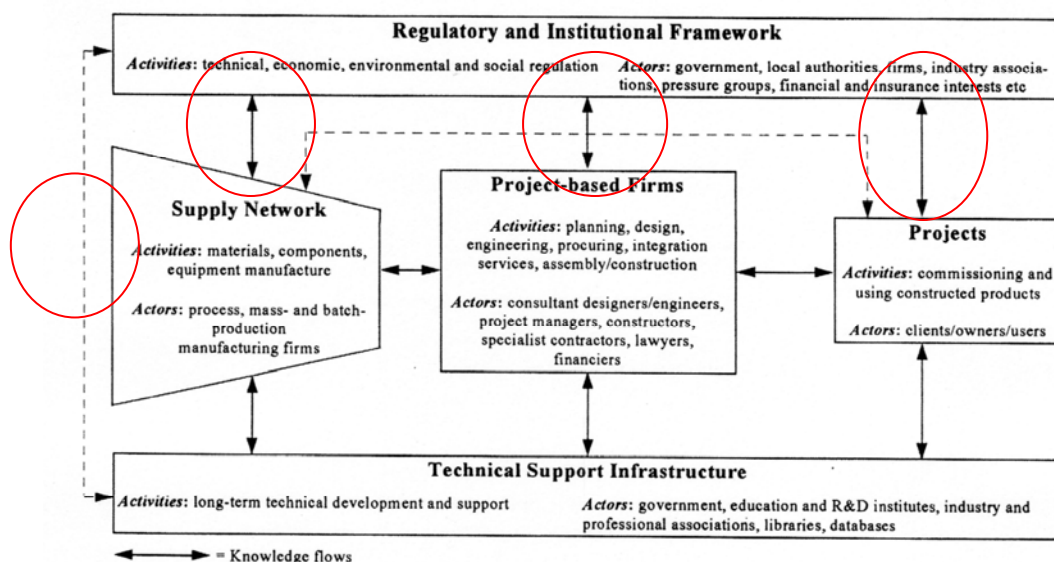 Regulatory and Institutional Framework
Activities: technical, economic, environmental and social regulation
Actors: government, local authorities, firms, industry associa-
tions, pressure groups, financial and insurance interests etc
Supply Network
Activities: materials, components,
equipment manufacture
Actors: process, mass- and batch-
production
manufacturing firms
Project-based Firms
Activities: planning, design,
engineering, procuring, integration
services, assembly/construction
Actors: consultant designers/engineers,
project managers, constructors,
specialist contractors, lawyers,
financiers
Projects
Activities: commissioning and
using constructed products
Actors: clients/owners/users
Technical Support Infrastructure
Activities: long-term technical development and support
Actors: government, education and R&D institutes, industry and
professional associations, libraries, databases
= Knowledge flows